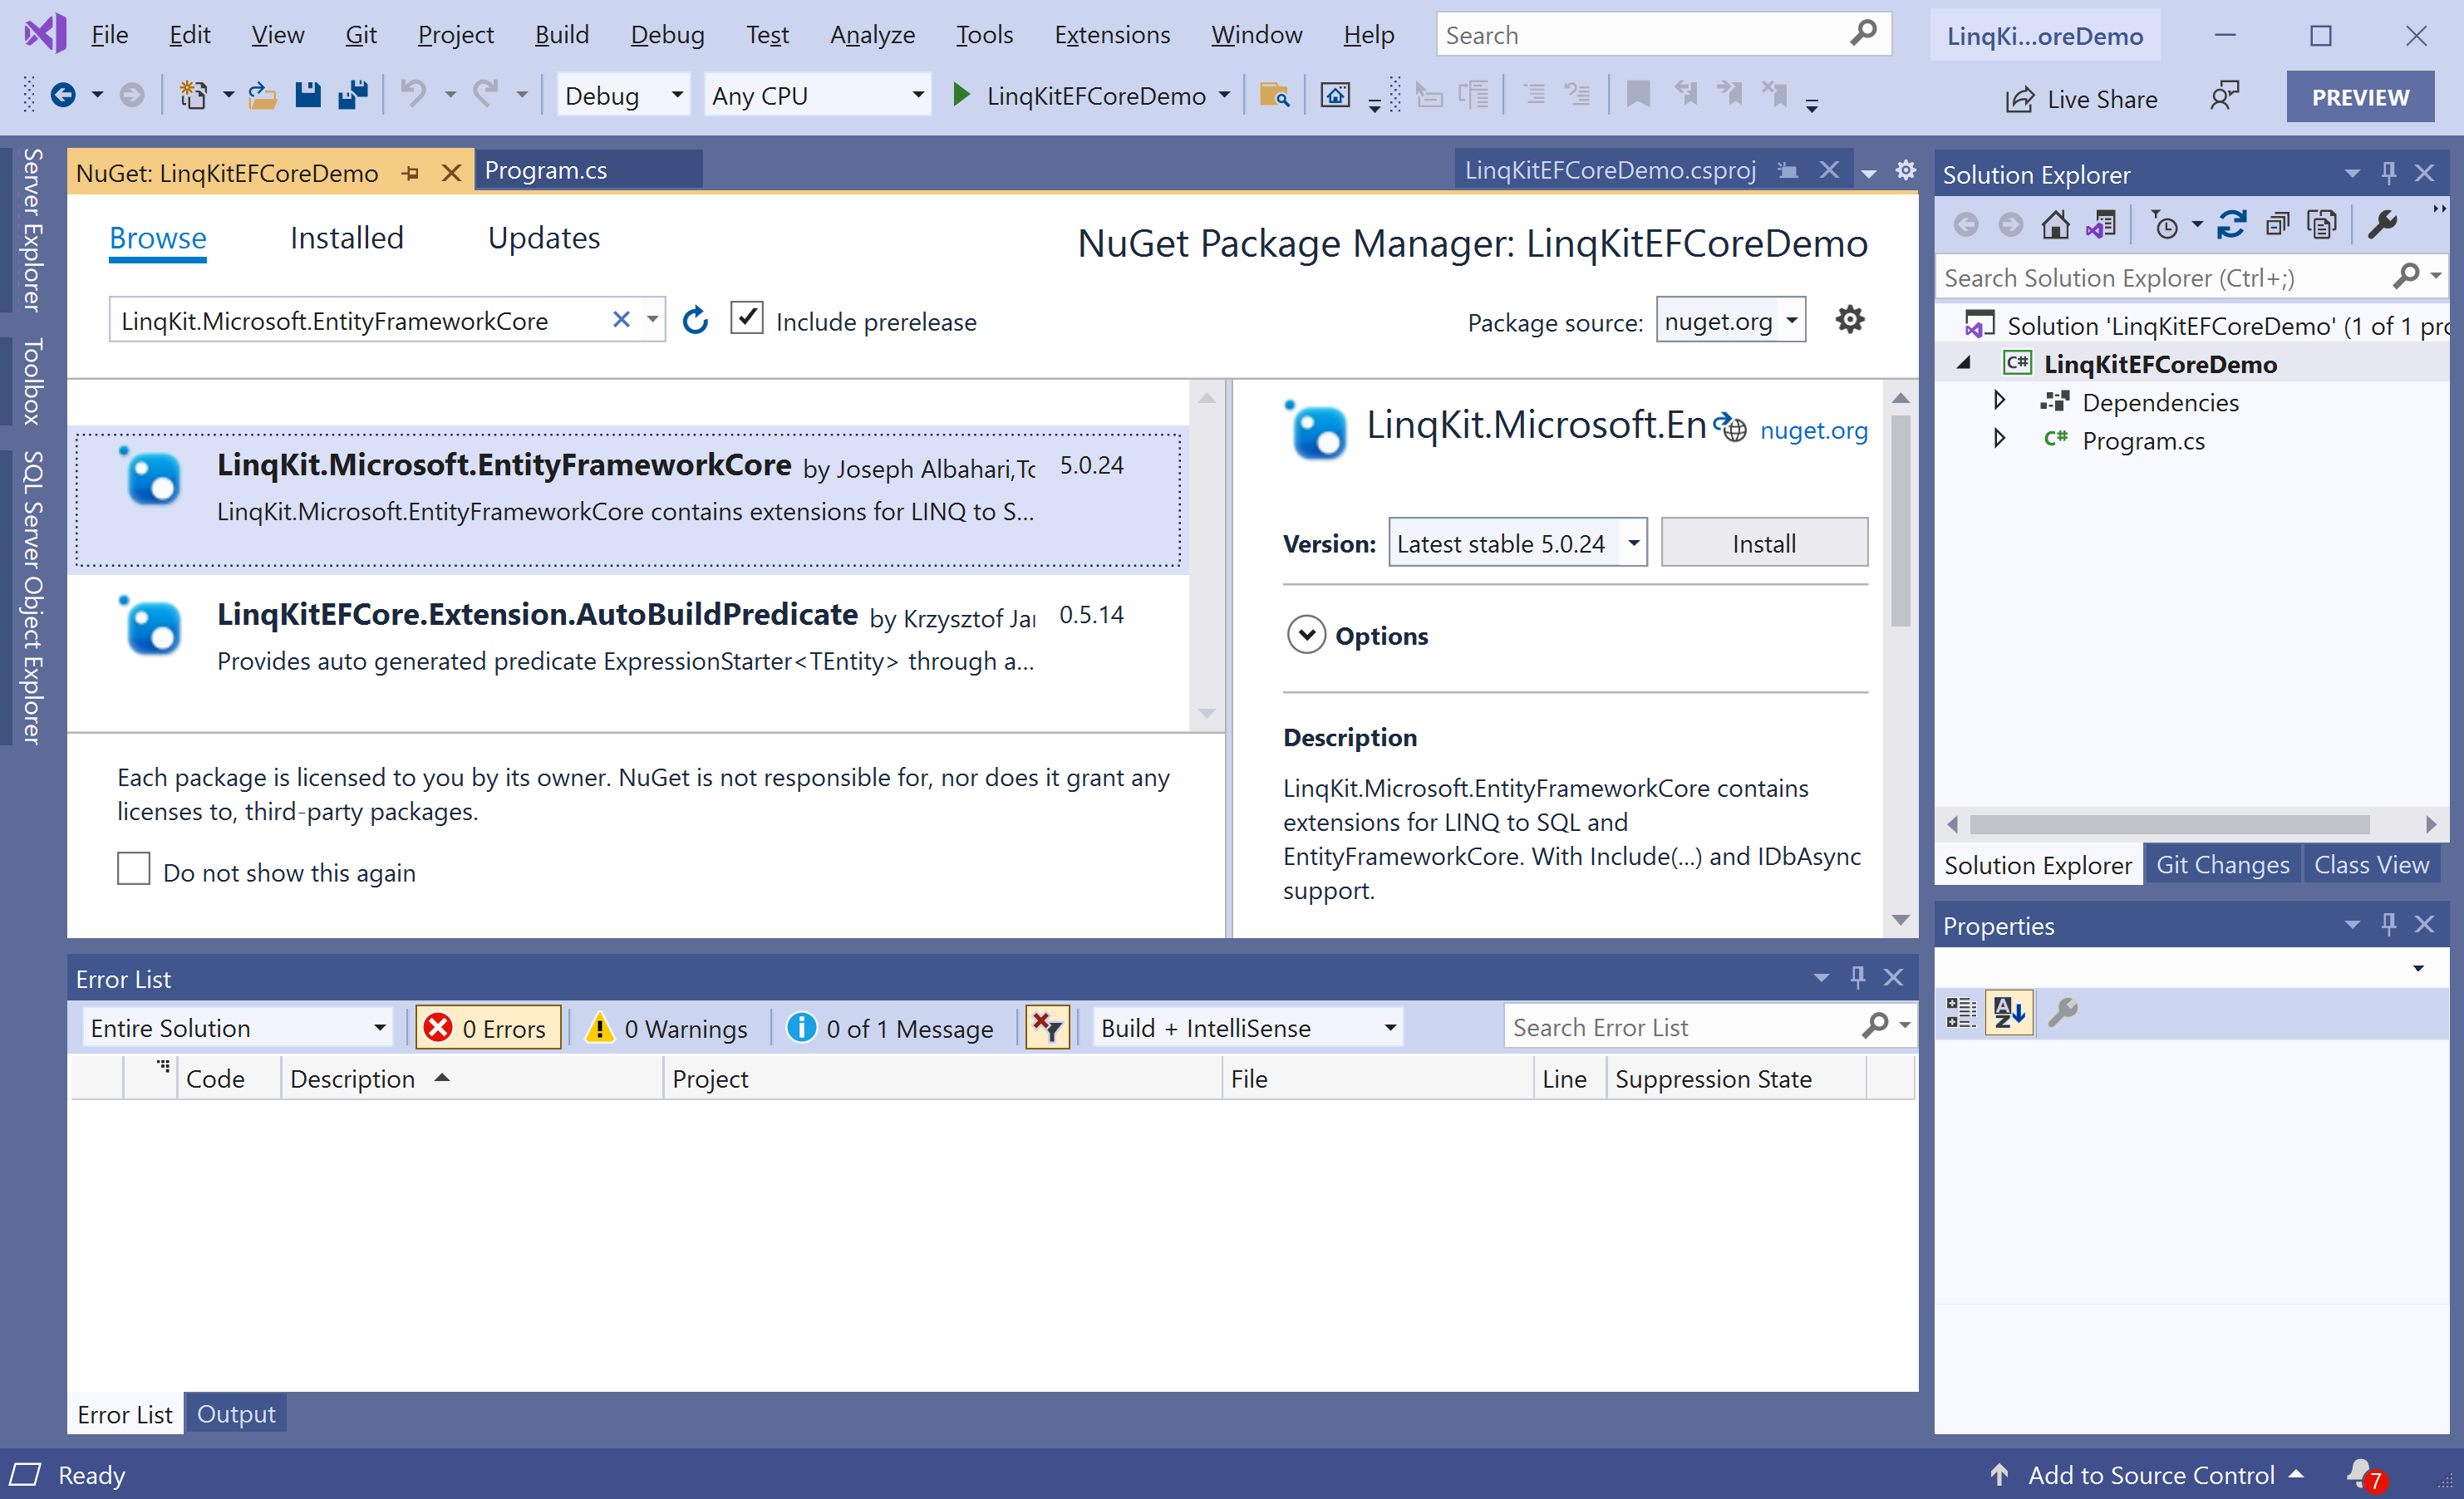 File Edit View Git Project Build Debug Test Analyze Tools Extensions Window Help Search LinqKi...oreDemo
Debug Any CPU LinqKitEFCoreDemo Live Share PREVIEW
Server Explorer
Toolbox
SQL Server Object Explorer
NuGet: LinqKitEFCoreDemo Program.cs LinqKitEFCoreDemo.csproj
Browse Installed Updates NuGet Package Manager: LinqKitEFCoreDemo
LinqKit.Microsoft.EntityFrameworkCore Include prerelease Package source: nuget.org
LinqKit.Microsoft.EntityFrameworkCore by Joseph Albahari,Tc 5.0.24
LinqKit.Microsoft.EntityFrameworkCore contains extensions for LINQ to S...
LinqKitEFCore.Extension.AutoBuildPredicate by Krzysztof Jai 0.5.14
Provides auto generated predicate ExpressionStarter<TEntity> through a...
Each package is licensed to you by its owner. NuGet is not responsible for, nor does it grant any
licenses to, third-party packages.
Do not show this again
LinqKit.Microsoft.En nuget.org
Version: Latest stable 5.0.24 Install
Options
Description
LinqKit.Microsoft.EntityFrameworkCore contains
extensions for LINQ to SQL and
EntityFrameworkCore. With Include(...) and IDbAsync
support.
Solution Explorer
Search Solution Explorer (Ctrl+;)
Solution 'LinqKitEFCoreDemo' (1 of 1 pro
C# LinqKitEFCoreDemo
Dependencies
C# Program.cs
Solution Explorer Git Changes Class View
Properties
Error List
Entire Solution 0 Errors 0 Warnings 0 of 1 Message Build + IntelliSense Search Error List
Code Description Project File Line Suppression State
Error List Output
Ready Add to Source Control 7